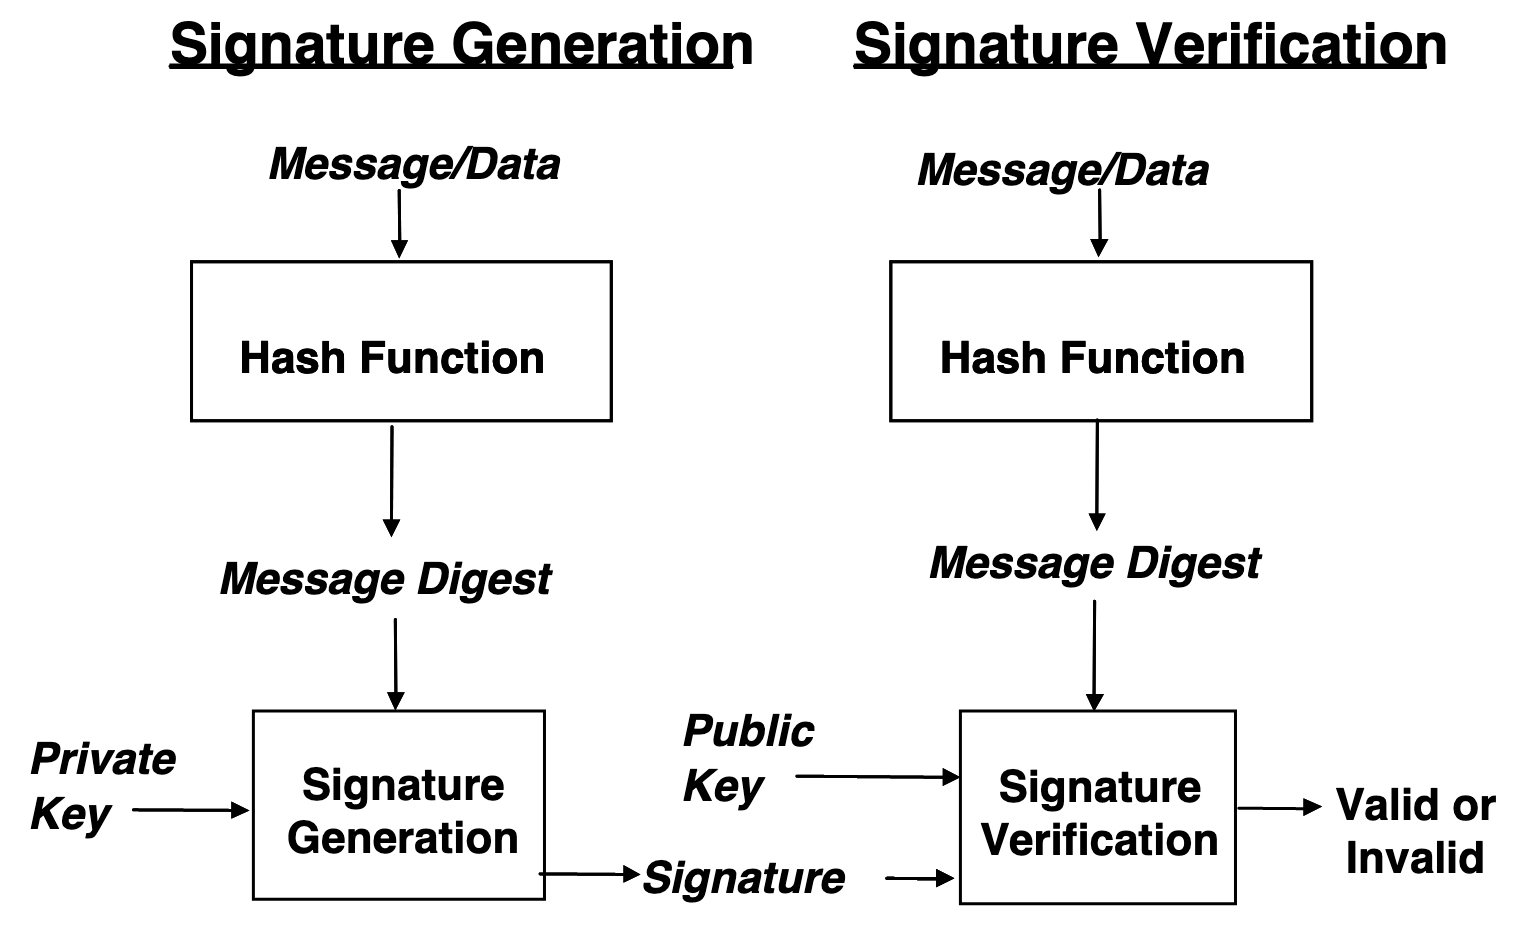 Signature Generation
Message/Data
Hash Function
Message Digest
Private
Key
Signature
Generation
Signature Verification
Message/Data
Hash Function
Message Digest
Public
Key
Signature
Signature
Verification
Valid or
Invalid